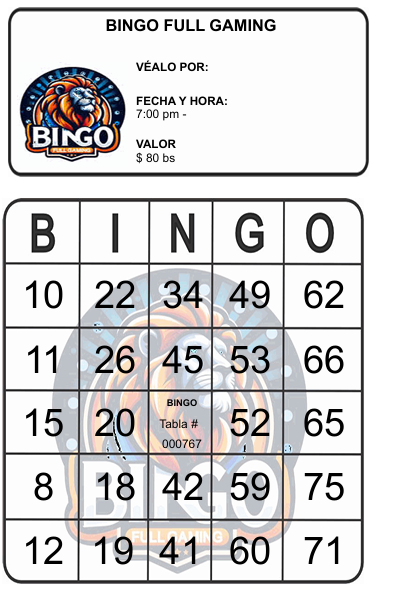 BINGO FULL GAMING
VÉALO POR:
FECHA Y HORA:
7:00 pm -
VALOR
$ 80 bs
BINGO
FULL GAMING
B I N G O
10 22 34 49 62
11 26 45 53 66
15 20 BINGO Tabla # 000767 52 65
8 18 42 59 75
12 19 41 60 71
BINGO
FULL GAMING